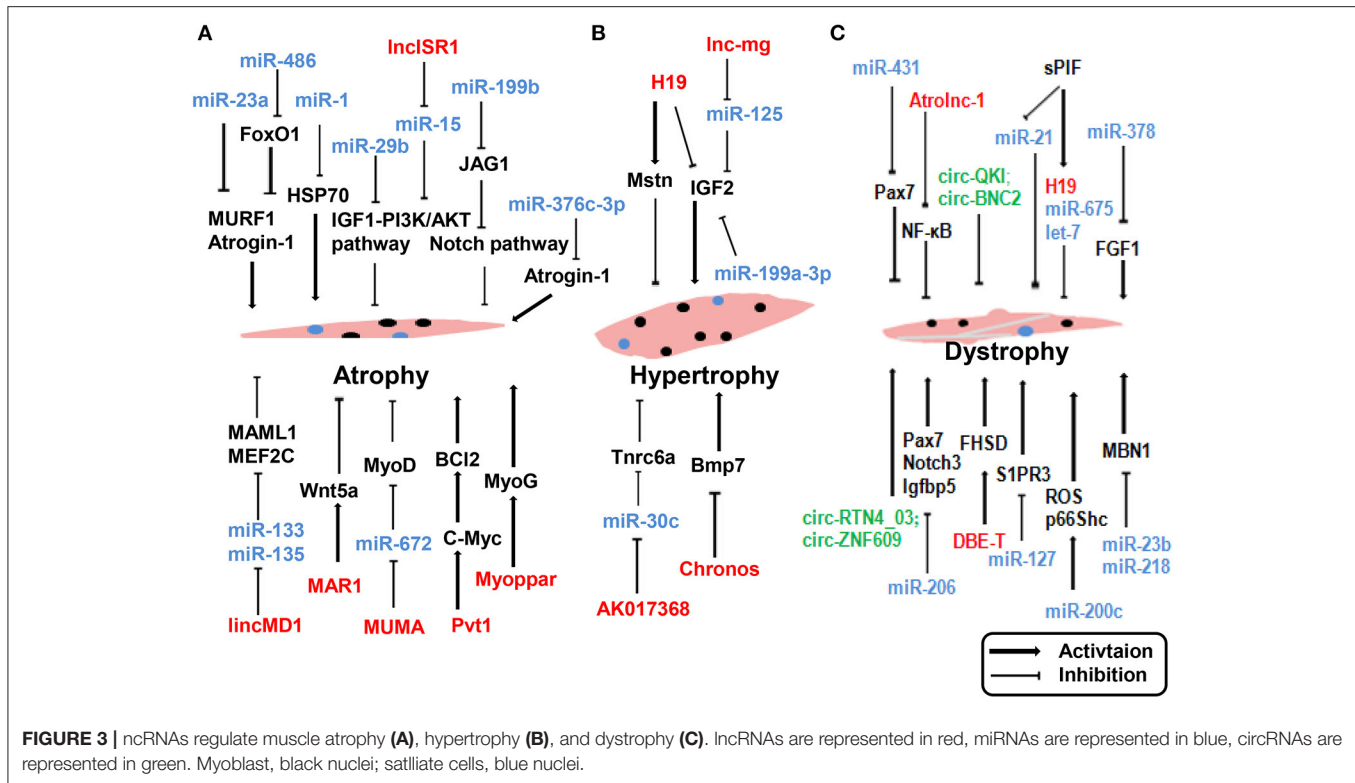 A
miR-486
lncISR1
miR-23a
miR-1
miR-199b
FoxO1
miR-15
miR-29b
JAG1
HSP70
miR-376c-3p
MURF1
Atrogin-1
IGF1-PI3K/AKT
pathway
Notch pathway
Atrogin-1
Atrophy
MAML1
MEF2C
Wnt5a
MyoD
BCl2
MyoG
miR-133
miR-135
miR-672
C-Myc
MAR1
Myoppar
lincMD1
MUMA
Pvt1
B
lnc-mg
H19
miR-125
Mstn
IGF2
miR-199a-3p
Hypertrophy
Tnrc6a
Bmp7
miR-30c
Chronos
AK017368
C
miR-431
sPIF
Atrolnc-1
miR-21
miR-378
circ-QKI;
circ-BNC2
Pax7
H19
miR-675
let-7
NF-κB
FGF1
Dystrophy
Pax7
Notch3
Igfbp5
FHSD
S1PR3
MBN1
ROS
p66Shc
circ-RTN4_03;
circ-ZNF609
DBE-T
miR-127
miR-23b
miR-218
miR-206
miR-200c
Activtaion
Inhibition
FIGURE 3 | ncRNAs regulate muscle atrophy (A), hypertrophy (B), and dystrophy (C). lncRNAs are represented in red, miRNAs are represented in blue, circRNAs are
represented in green. Myoblast, black nuclei; satlliate cells, blue nuclei.